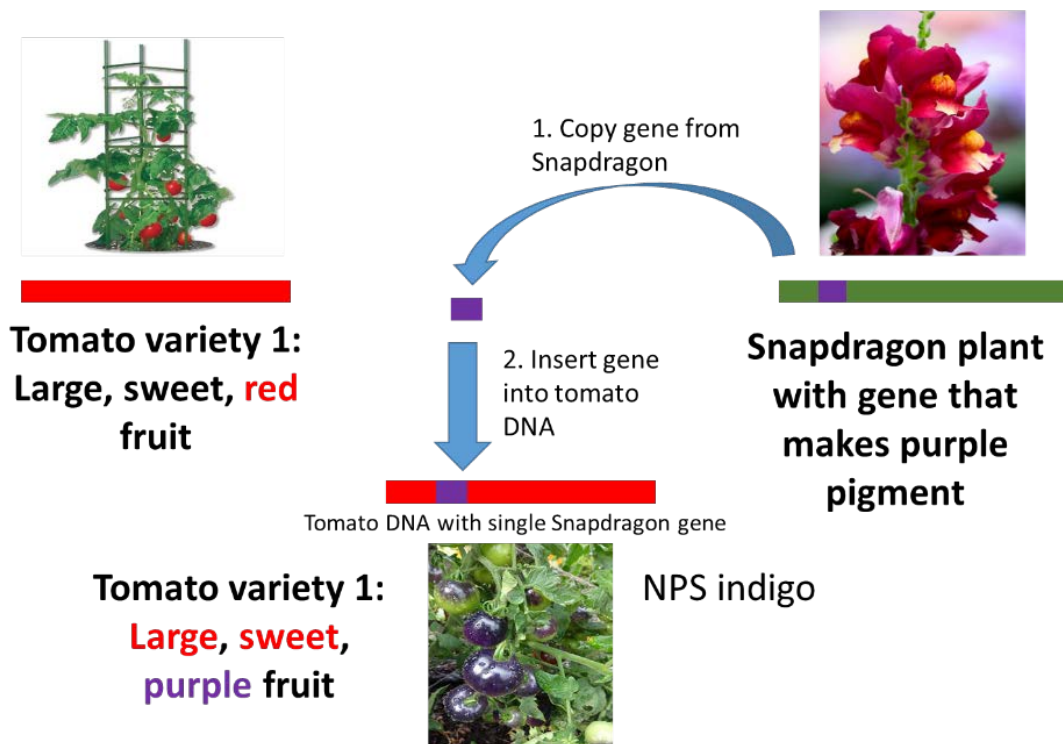 1. Copy gene from
Snapdragon
Tomato variety 1:
Large, sweet, red
fruit
2. Insert gene
into tomato
DNA
Snapdragon plant
with gene that
makes purple
pigment
Tomato DNA with single Snapdragon gene
Tomato variety 1:
Large, sweet,
purple fruit
NPS indigo